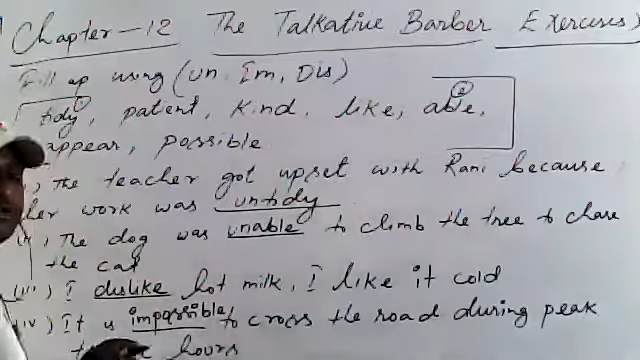 Chapter-12 The Talkative Barber Exercises
Fill up using (un, Im, Dis)
tidy, patient, kind, like, able,
appear, possible
The teacher got upset with Rani because
her work was untidy
The dog was unable to climb the tree to chase
the cat
(iii) I dislike hot milk, I like it cold
(iv) It is impossible to cross the road during peak
hours